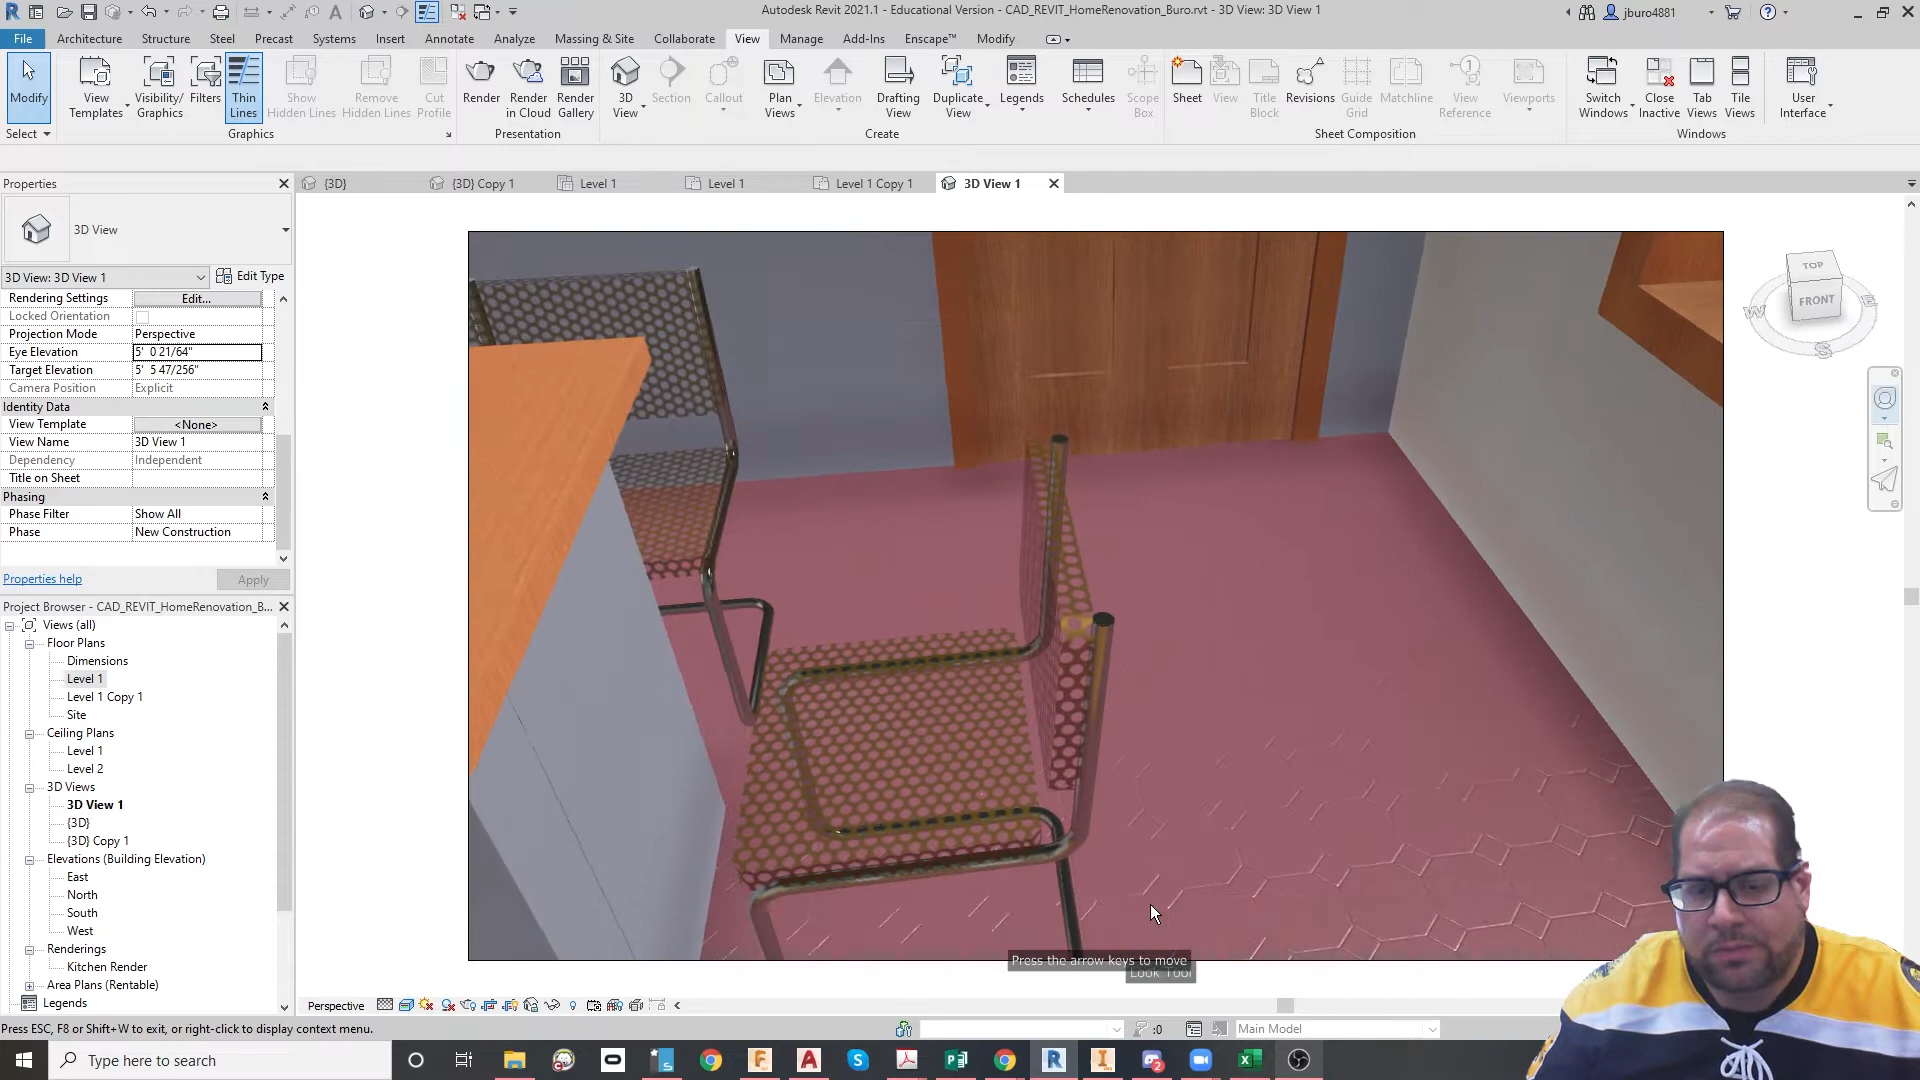 Autodesk Revit 2021.1 - Educational Version - CAD_REVIT_HomeRenovation_Buro.rvt - 3D View: 3D View 1
jburo4881
File Architecture Structure Steel Precast Systems Insert Annotate Analyze Massing & Site Collaborate View Manage Add-Ins Enscape™ Modify
Modify
View Templates
Visibility/ Graphics
Filters
Thin Lines
Show Hidden Lines
Remove Hidden Lines
Cut Profile
Render
Render in Cloud
Render Gallery
3D View
Section
Callout
Plan Views
Elevation
Drafting View
Duplicate View
Legends
Schedules
Scope Box
Sheet
View
Title Block
Revisions
Guide Grid
Matchline
View Reference
Viewports
Switch Windows
Close Inactive
Tab Views
Tile Views
User Interface
Select Graphics Presentation Create Sheet Composition Windows
Properties
{3D} {3D} Copy 1 Level 1 Level 1 Level 1 Copy 1 3D View 1
3D View
3D View: 3D View 1 Edit Type
Rendering Settings Edit...
Locked Orientation
Projection Mode Perspective
Eye Elevation 5' 0 21/64"
Target Elevation 5' 5 47/256"
Camera Position Explicit
Identity Data
View Template <None>
View Name 3D View 1
Dependency Independent
Title on Sheet
Phasing
Phase Filter Show All
Phase New Construction
Properties help Apply
Project Browser - CAD_REVIT_HomeRenovation_B...
Views (all)
Floor Plans
Dimensions
Level 1
Level 1 Copy 1
Site
Ceiling Plans
Level 1
Level 2
3D Views
3D View 1
{3D}
{3D} Copy 1
Elevations (Building Elevation)
East
North
South
West
Renderings
Kitchen Render
Area Plans (Rentable)
Legends
TOP
FRONT
W
E
S
Press the arrow keys to move
Look Tool
Perspective
Press ESC, F8 or Shift+W to exit, or right-click to display context menu.
:0
Main Model
Type here to search